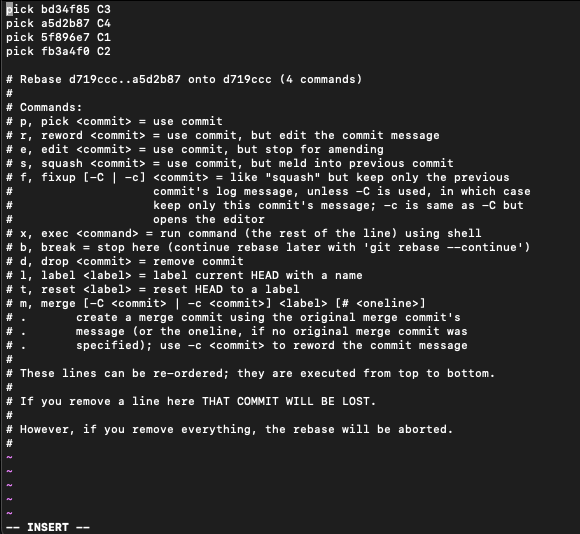 pick bd34f85 C3
pick a5d2b87 C4
pick 5f896e7 C1
pick fb3a4f0 C2

# Rebase d719ccc..a5d2b87 onto d719ccc (4 commands)
#
# Commands:
# p, pick <commit> = use commit
# r, reword <commit> = use commit, but edit the commit message
# e, edit <commit> = use commit, but stop for amending
# s, squash <commit> = use commit, but meld into previous commit
# f, fixup [-C | -c] <commit> = like "squash" but keep only the previous
#                    commit's log message, unless -C is used, in which case
#                    keep only this commit's message; -c is same as -C but
#                    opens the editor
# x, exec <command> = run command (the rest of the line) using shell
# b, break = stop here (continue rebase later with 'git rebase --continue')
# d, drop <commit> = remove commit
# l, label <label> = label current HEAD with a name
# t, reset <label> = reset HEAD to a label
# m, merge [-C <commit> | -c <commit>] <label> [# <oneline>]
# .       create a merge commit using the original merge commit's
# .       message (or the oneline, if no original merge commit was
# .       specified); use -c <commit> to reword the commit message
#
# These lines can be re-ordered; they are executed from top to bottom.
#
# If you remove a line here THAT COMMIT WILL BE LOST.
#
# However, if you remove everything, the rebase will be aborted.
#
~
~
~
~
~
-- INSERT --